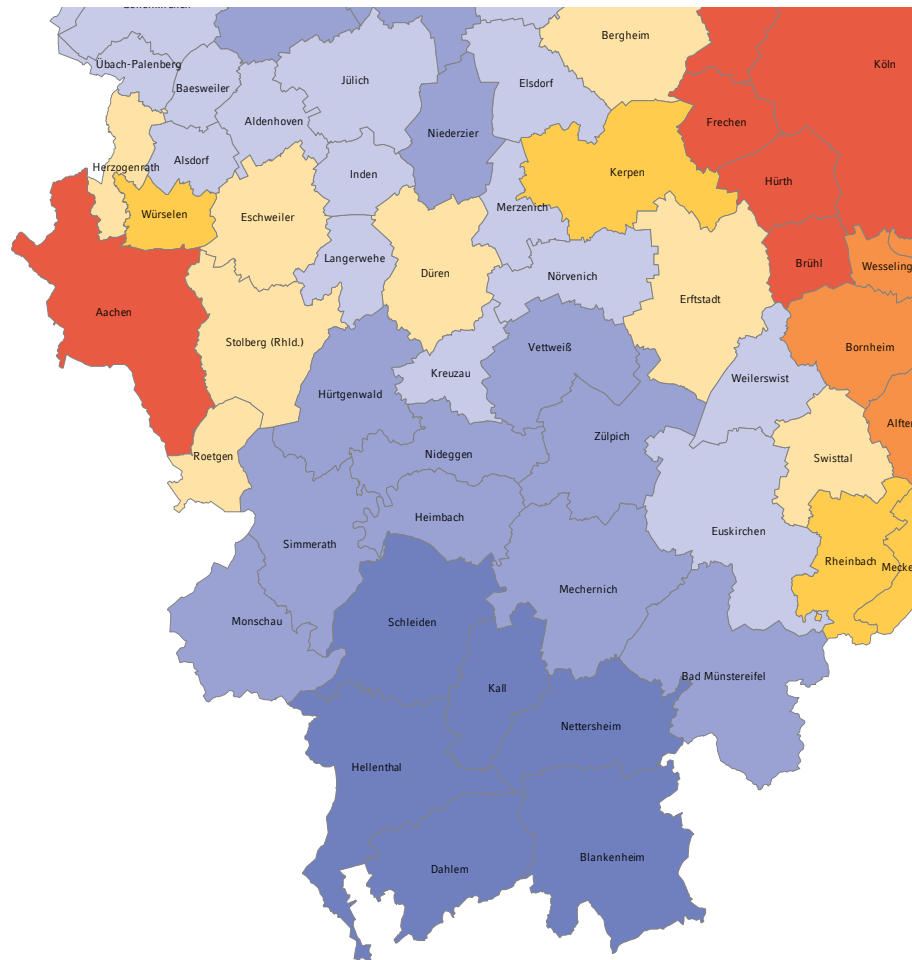 Bergheim
Übach-Palenberg
Köln
Jülich
Elsdorf
Baesweiler
Aldenhoven
Frechen
Niederzier
Alsdorf
Herzogenrath
Inden
Kerpen
Hürth
Merzenich
Würselen
Eschweiler
Langerwehe
Brühl
Wesseling
Düren
Nörvenich
Erftstadt
Aachen
Stolberg (Rhld.)
Vettweiß
Bornheim
Kreuzau
Weilerswist
Hürtgenwald
Zülpich
Alfter
Roetgen
Nideggen
Swisttal
Heimbach
Euskirchen
Simmerath
Rheinbach
Mecke
Mechernich
Monschau
Schleiden
Bad Münstereifel
Kall
Nettersheim
Hellenthal
Blankenheim
Dahlem